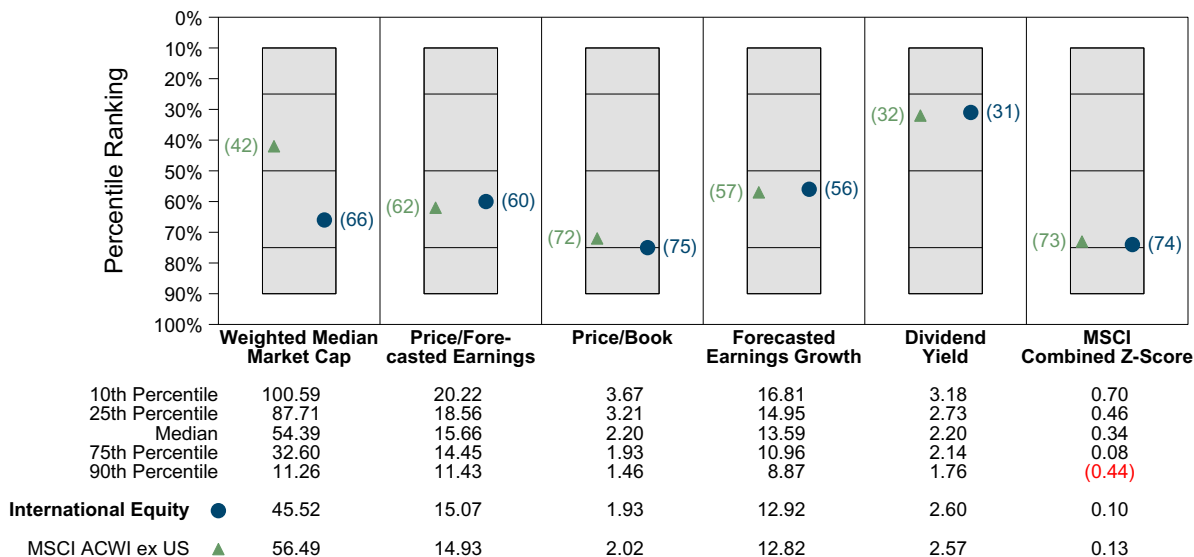 Percentile Ranking
0%
10%
20%
30%
40%
50%
60%
70%
80%
90%
100%
(42)
(66)
(62)
(60)
(72)
(75)
(57)
(56)
(32)
(31)
(73)
(74)
Weighted Median
Market Cap
Price/Fore-
casted Earnings
Price/Book
Forecasted
Earnings Growth
Dividend
Yield
MSCI
Combined Z-Score
10th Percentile 100.59 20.22 3.67 16.81 3.18 0.70
25th Percentile 87.71 18.56 3.21 14.95 2.73 0.46
Median 54.39 15.66 2.20 13.59 2.20 0.34
75th Percentile 32.60 14.45 1.93 10.96 2.14 0.08
90th Percentile 11.26 11.43 1.46 8.87 1.76 (0.44)
International Equity 45.52 15.07 1.93 12.92 2.60 0.10
MSCI ACWI ex US 56.49 14.93 2.02 12.82 2.57 0.13